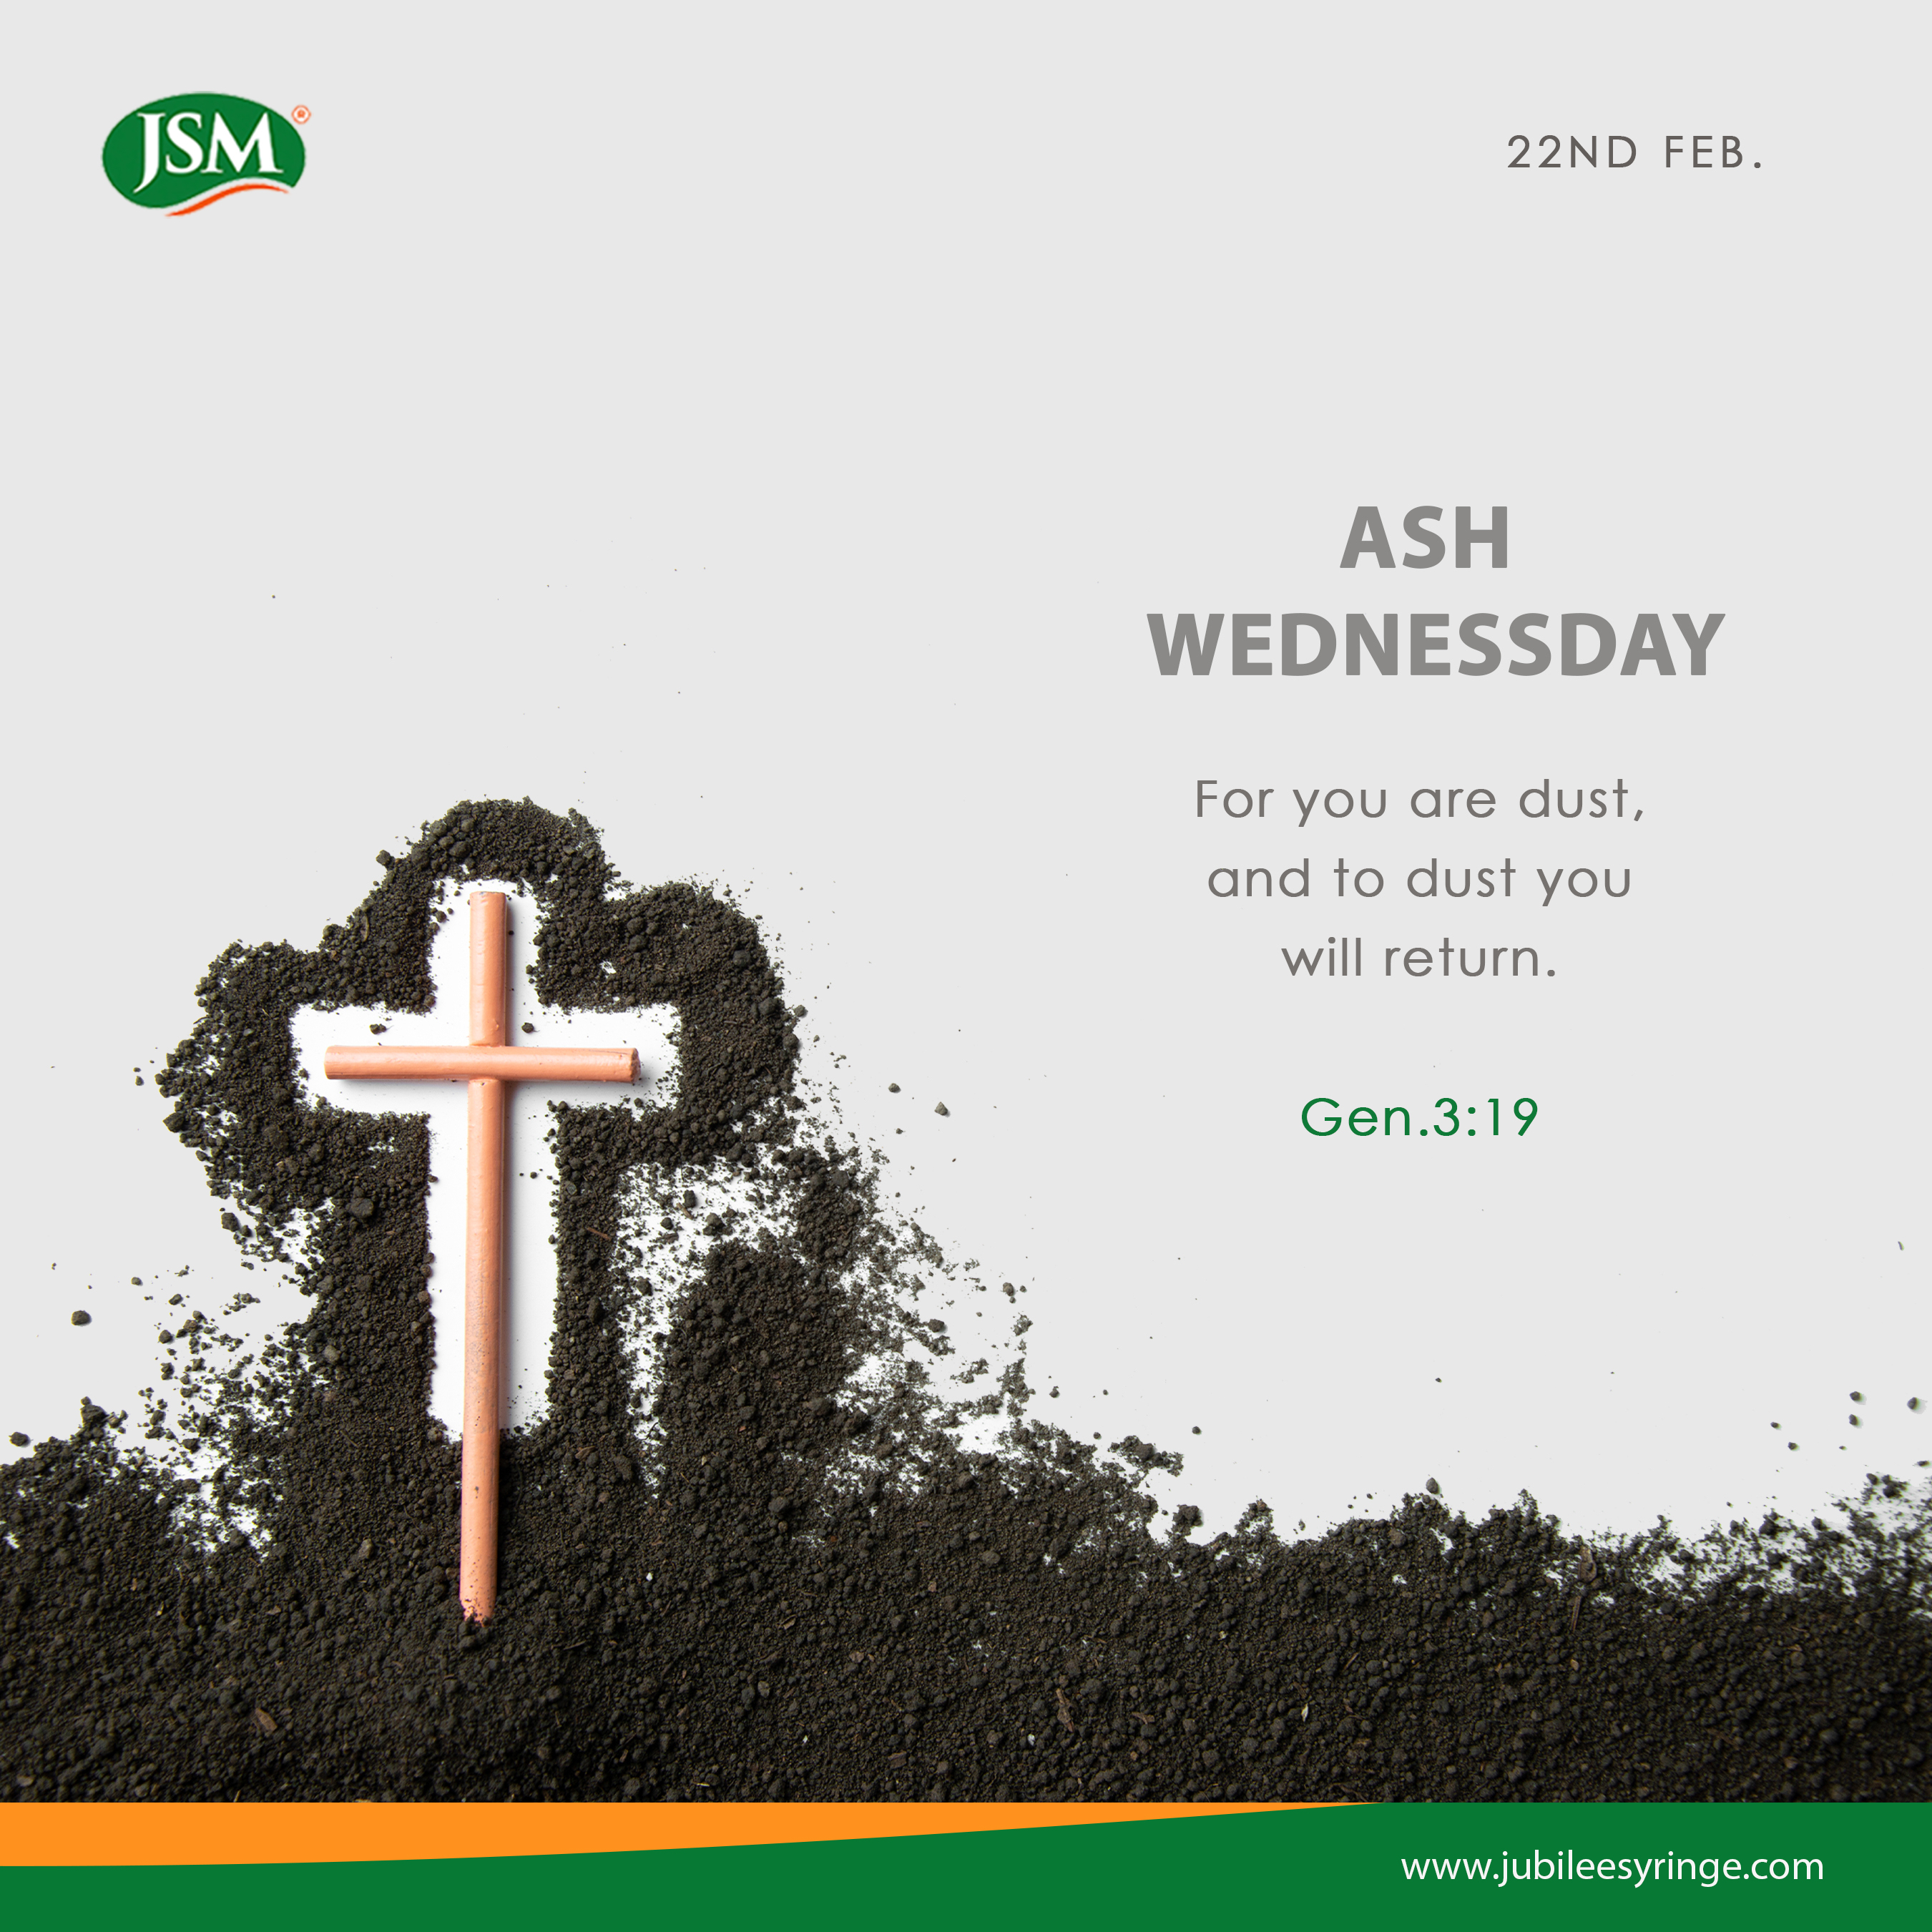 JSM®
22ND FEB.
ASH
WEDNESSDAY
For you are dust,
and to dust you
will return.
Gen.3:19
www.jubileesyringe.com